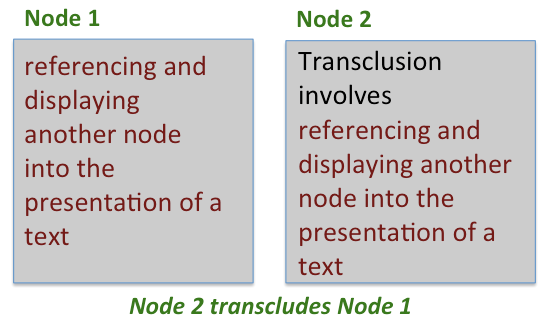 Node 1
referencing and
displaying
another node
into the
presentation of a
text
Node 2
Transclusion
involves
referencing and
displaying another
node into the
presentation of a
text
Node 2 transcludes Node 1